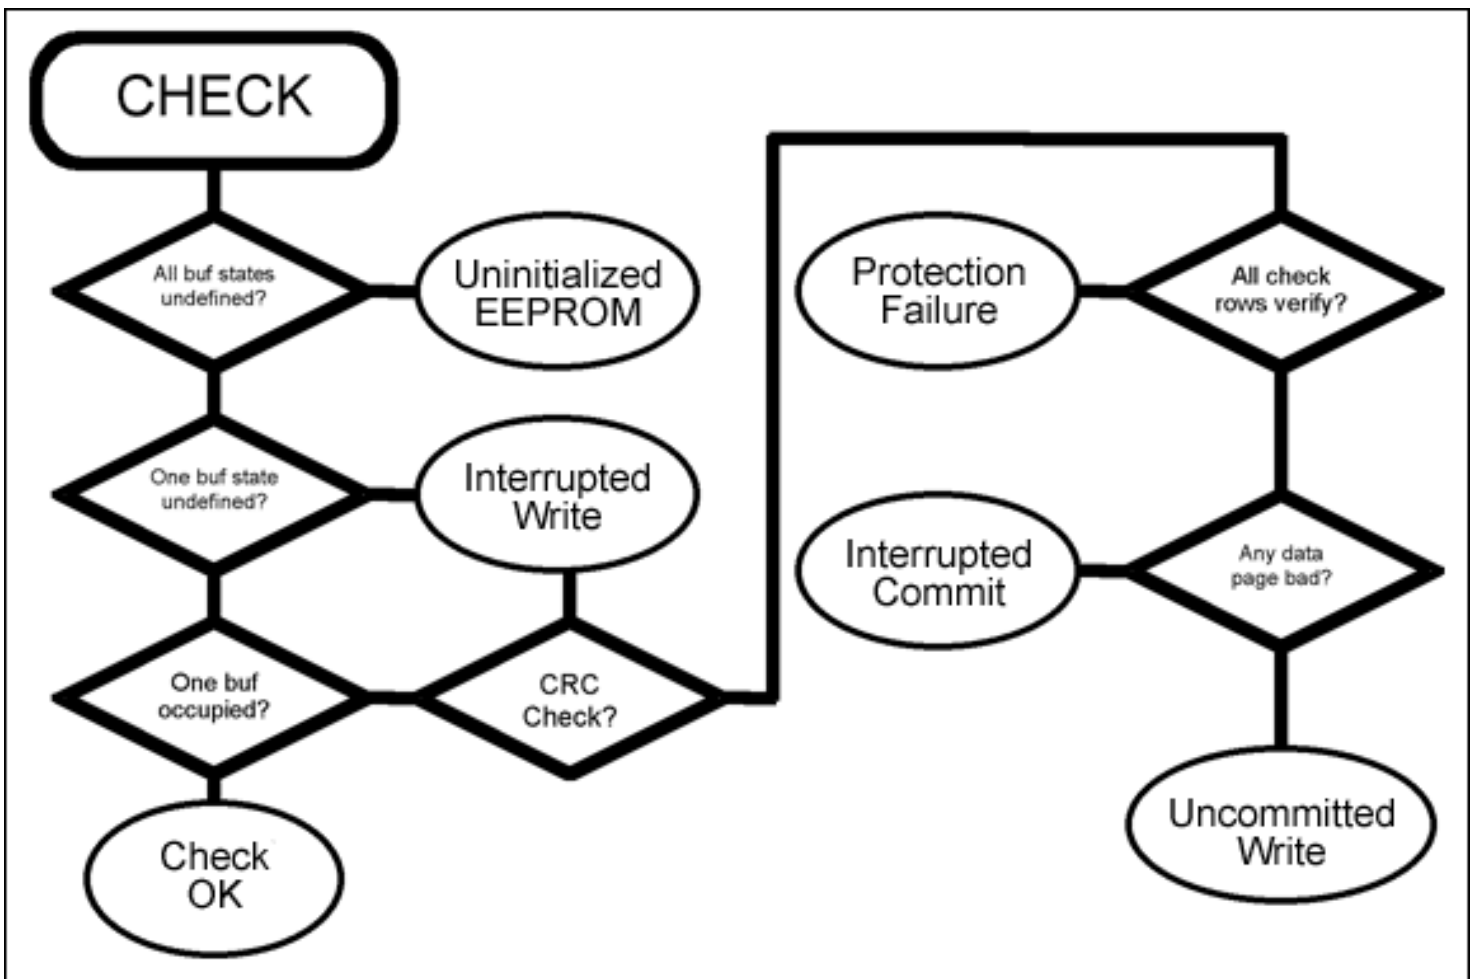 CHECK
All buf states
undefined?
Uninitialized
EEPROM
One buf state
undefined?
Interrupted
Write
One buf
occupied?
CRC
Check?
Check
OK
Protection
Failure
All check
rows verify?
Interrupted
Commit
Any data
page bad?
Uncommitted
Write